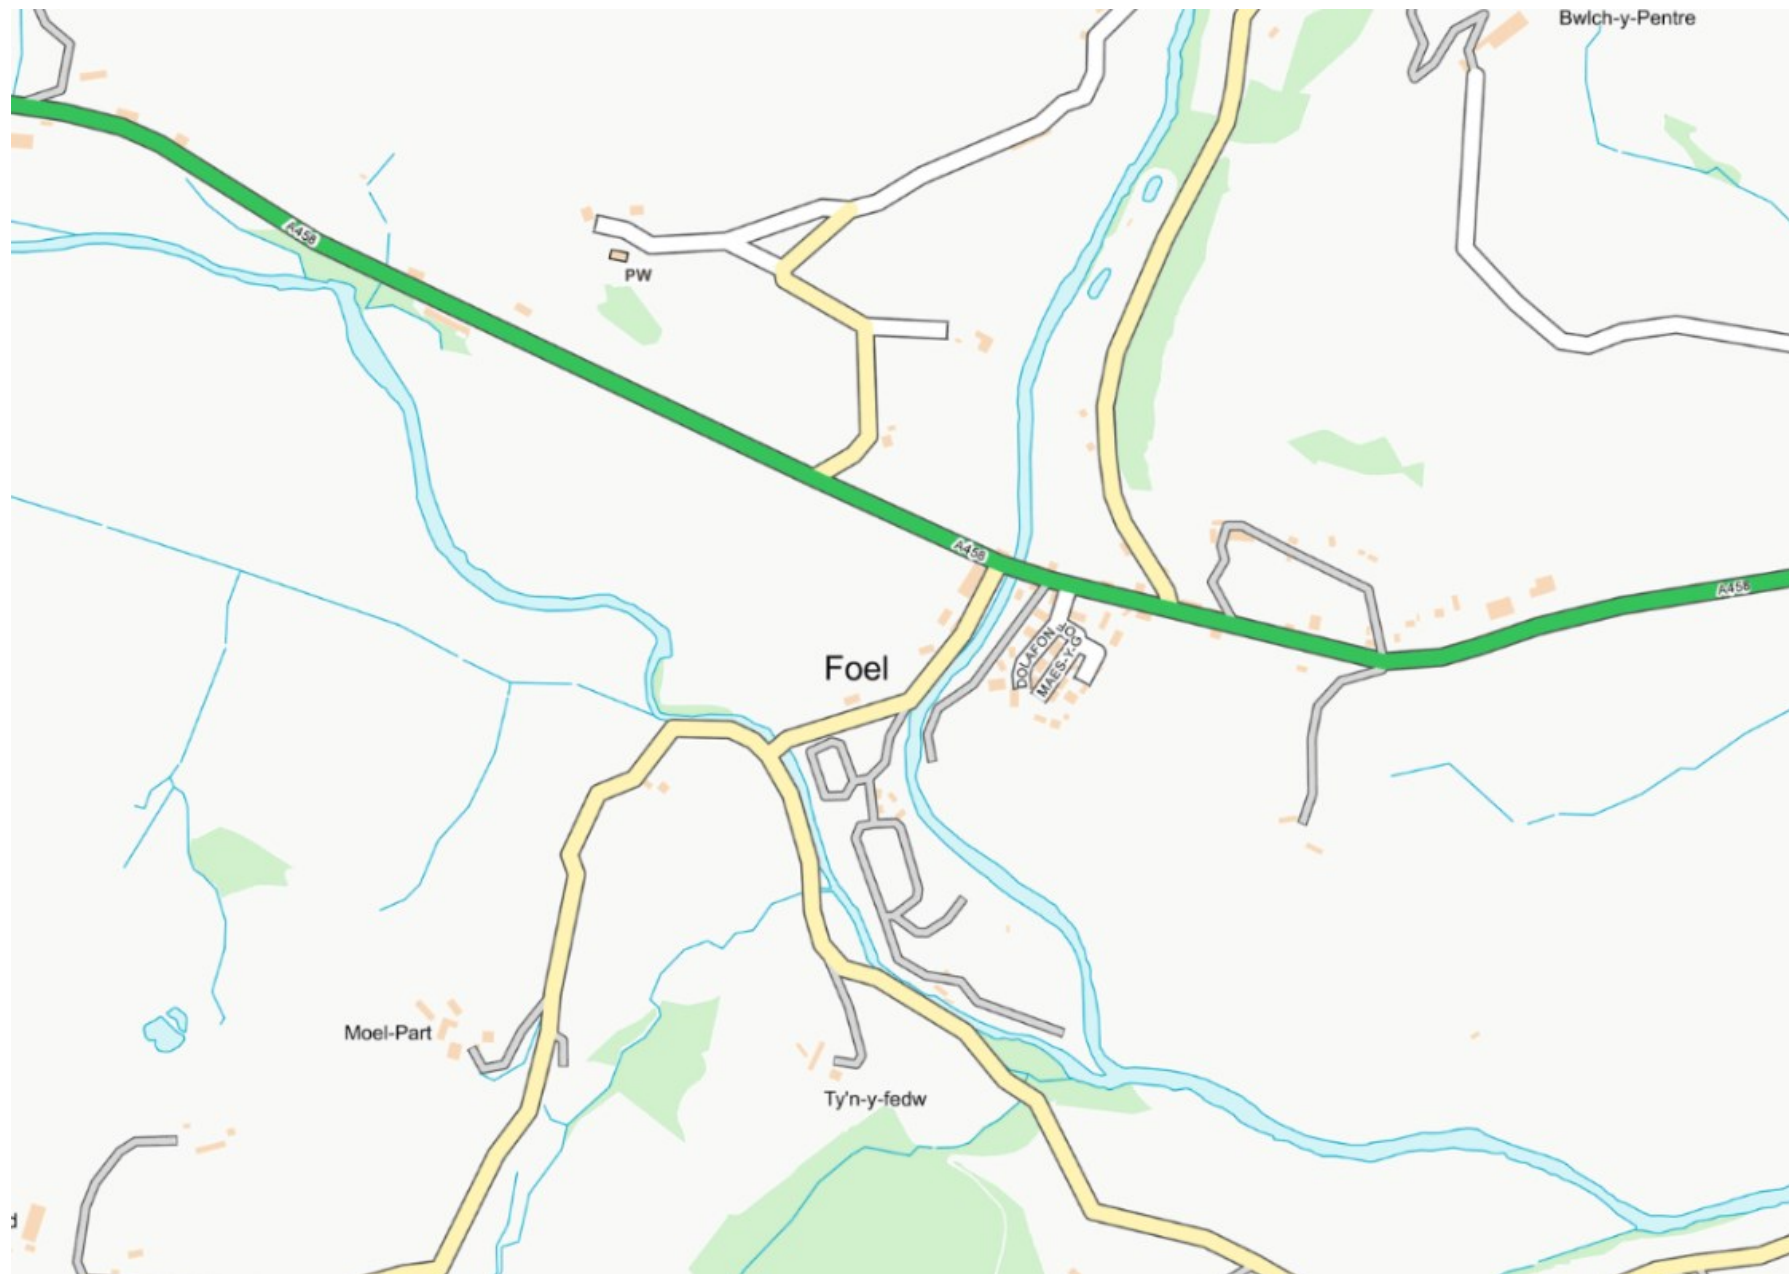 Bwlch-y-Pentre
A458
PW
A458
A458
DOLAFON
MAES-Y-G
Foel
Moel-Part
Ty'n-y-fedw
d